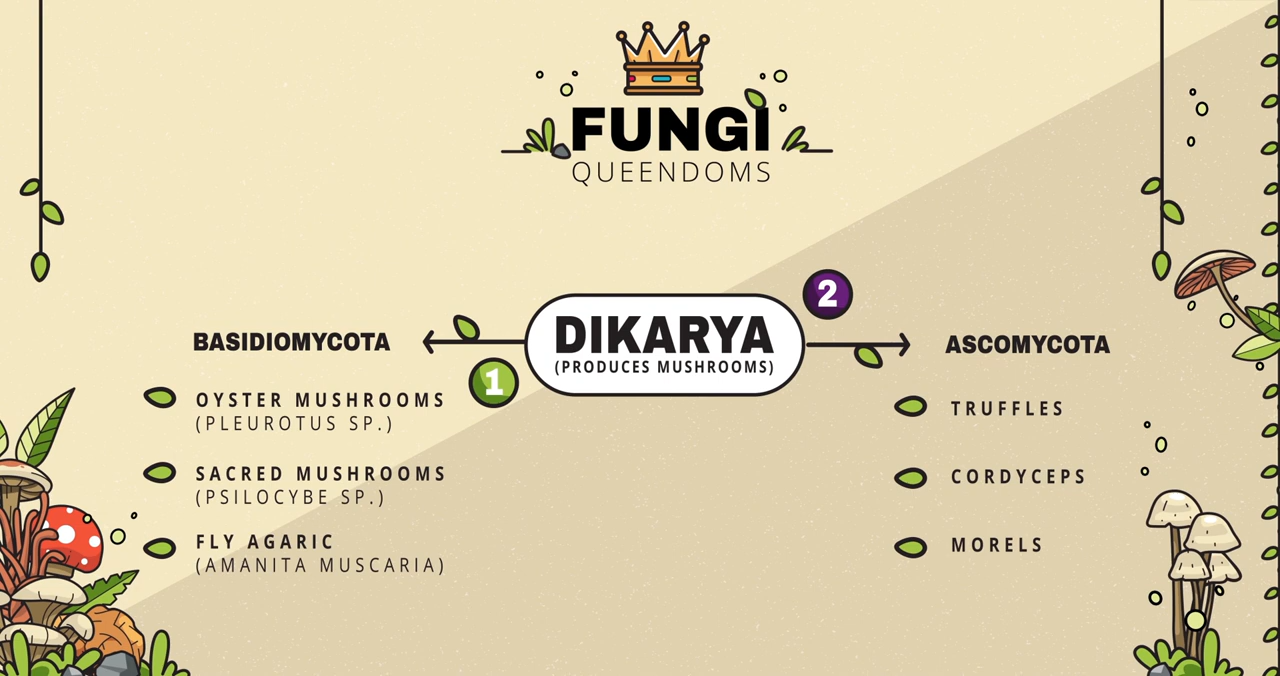 FUNGI
QUEENDOMS
DIKARYA
(PRODUCES MUSHROOMS)
1
BASIDIOMYCOTA
OYSTER MUSHROOMS
(PLEUROTUS SP.)
SACRED MUSHROOMS
(PSILOCYBE SP.)
FLY AGARIC
(AMANITA MUSCARIA)
2
ASCOMYCOTA
TRUFFLES
CORDYCEPS
MORELS